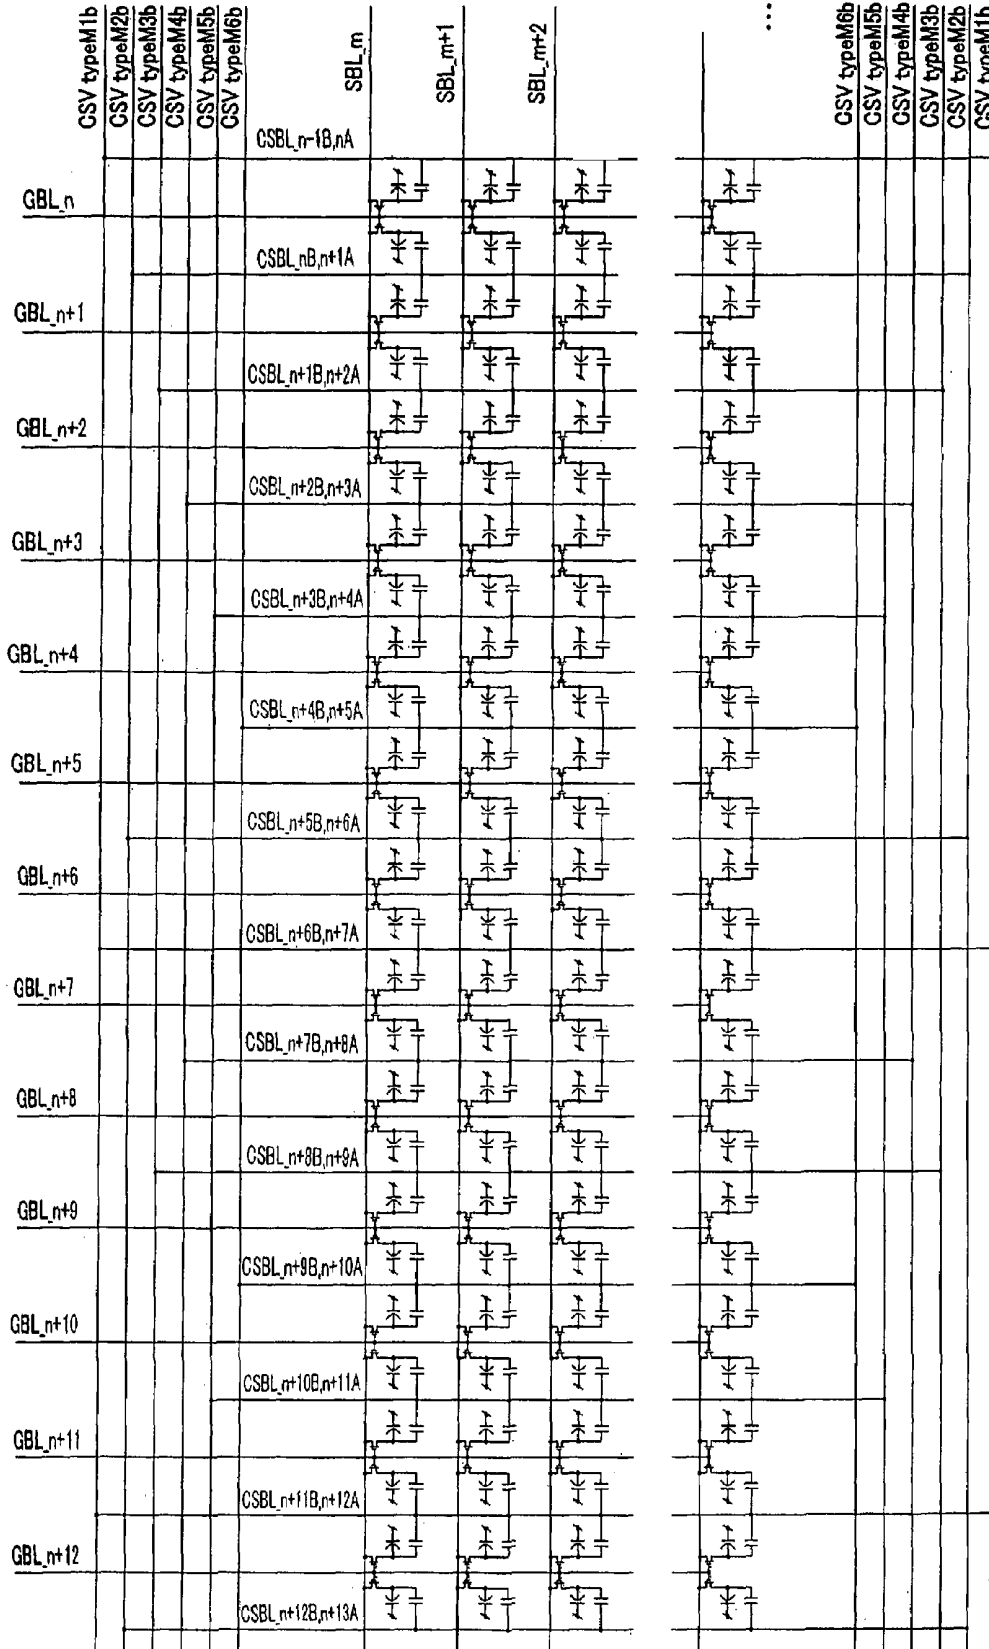 CSV typeM1b
CSV typeM2b
CSV typeM3b
CSV typeM4b
CSV typeM5b
CSV typeM6b
SBL_m
SBL_m+1
SBL_m+2
...
CSV typeM6b
CSV typeM5b
CSV typeM4b
CSV typeM3b
CSV typeM2b
CSV typeM1b
CSBL_n-1B,nA
GBL_n
CSBL_nB,n+1A
GBL_n+1
CSBL_n+1B,n+2A
GBL_n+2
CSBL_n+2B,n+3A
GBL_n+3
CSBL_n+3B,n+4A
GBL_n+4
CSBL_n+4B,n+5A
GBL_n+5
CSBL_n+5B,n+6A
GBL_n+6
CSBL_n+6B,n+7A
GBL_n+7
CSBL_n+7B,n+8A
GBL_n+8
CSBL_n+8B,n+9A
GBL_n+9
CSBL_n+9B,n+10A
GBL_n+10
CSBL_n+10B,n+11A
GBL_n+11
CSBL_n+11B,n+12A
GBL_n+12
CSBL_n+12B,n+13A